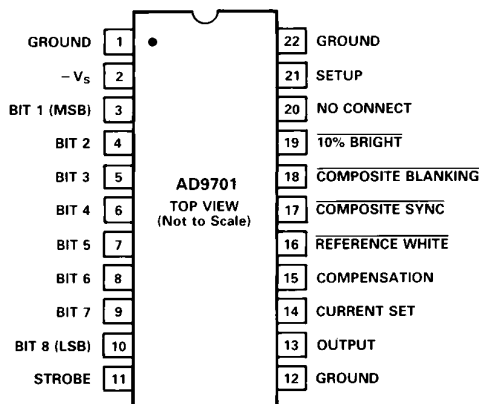 GROUND 1
-Vs 2
BIT 1 (MSB) 3
BIT 2 4
BIT 3 5
BIT 4 6
BIT 5 7
BIT 6 8
BIT 7 9
BIT 8 (LSB) 10
STROBE 11
AD9701
TOP VIEW
(Not to Scale)
22 GROUND
21 SETUP
20 NO CONNECT
19 10% BRIGHT
18 COMPOSITE BLANKING
17 COMPOSITE SYNC
16 REFERENCE WHITE
15 COMPENSATION
14 CURRENT SET
13 OUTPUT
12 GROUND